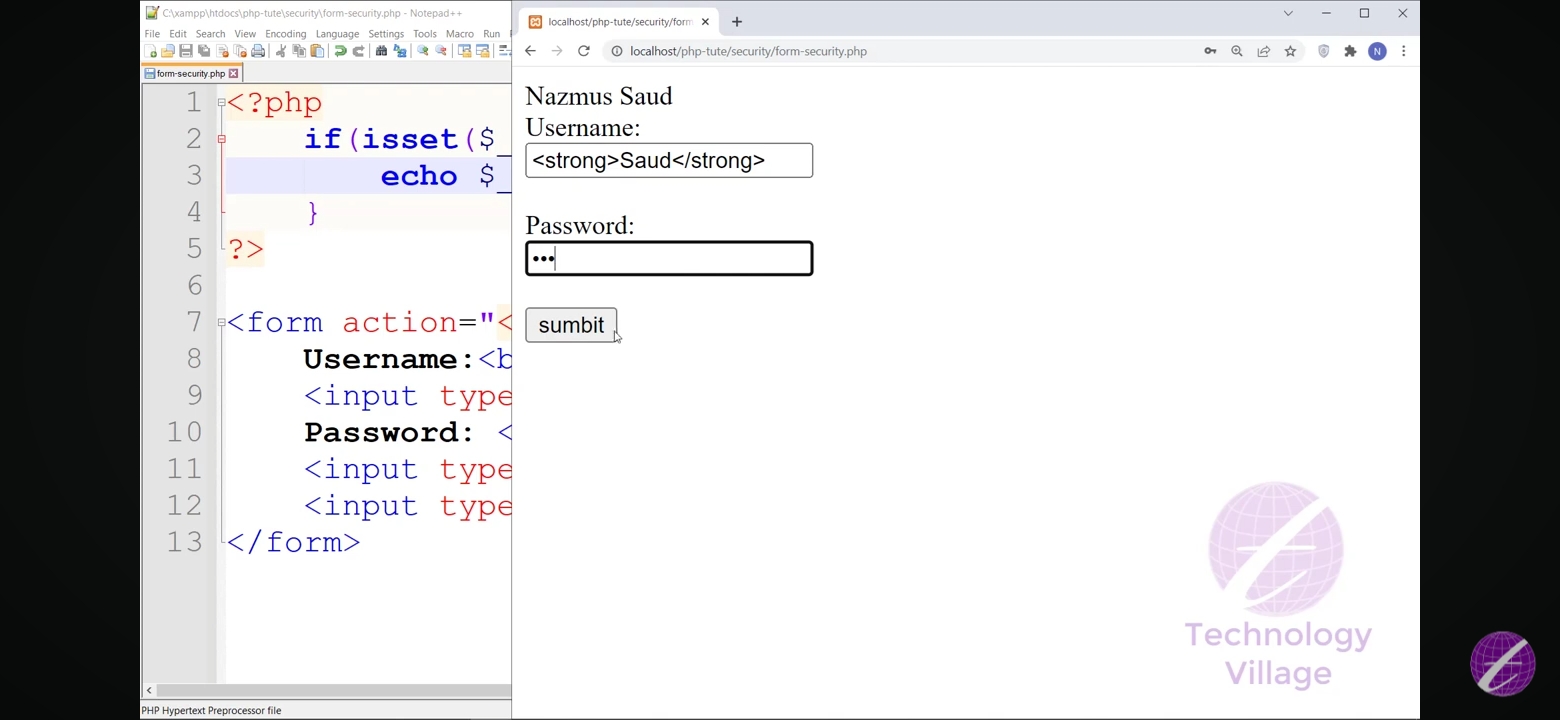 C:\xampp\htdocs\php-tute\security\form-security.php - Notepad++
File Edit Search View Encoding Language Settings Tools Macro Run
form-security.php
1 <?php
2 if(isset($_
3 echo $_
4 }
5 ?>
6
7 <form action="<
8 Username:<b
9 <input type
10 Password: <
11 <input type
12 <input type
13 </form>
PHP Hypertext Preprocessor file
localhost/php-tute/security/form
localhost/php-tute/security/form-security.php
N
Nazmus Saud
Username:
<strong>Saud</strong>
Password:
•••
sumbit
Technology
Village